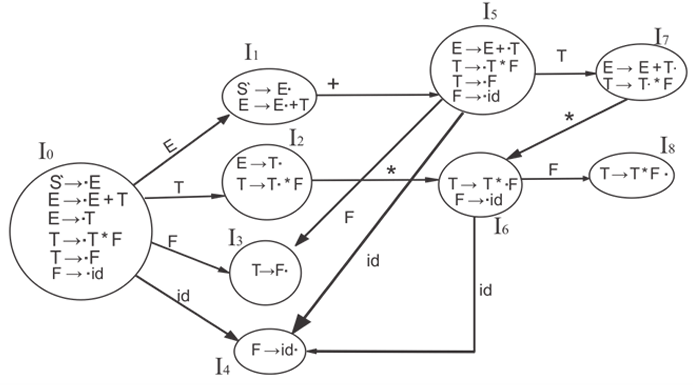 I0
S` → ·E
E → ·E + T
E → ·T
T → ·T * F
T → ·F
F → ·id
E
T
F
id
I1
S` → E·
E → E· + T
+
I2
E → T·
T → T· * F
*
I3
T → F·
I4
F → id·
I5
E → E + ·T
T → ·T * F
T → ·F
F → ·id
T
F
id
I7
E → E + T·
T → T· * F
*
I6
T → T * ·F
F → ·id
F
id
I8
T → T * F ·